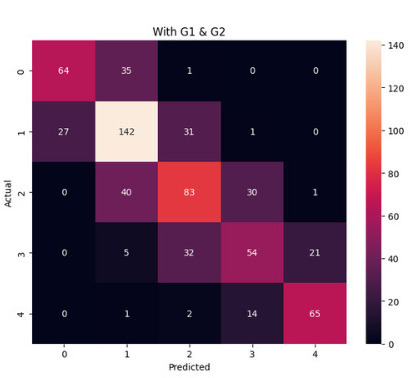 With G1 & G2
0 64 35 1 0 0
1 27 142 31 1 0
2 0 40 83 30 1
3 0 5 32 54 21
4 0 1 2 14 65
0 1 2 3 4
Predicted
Actual
140
120
100
80
60
40
20
0